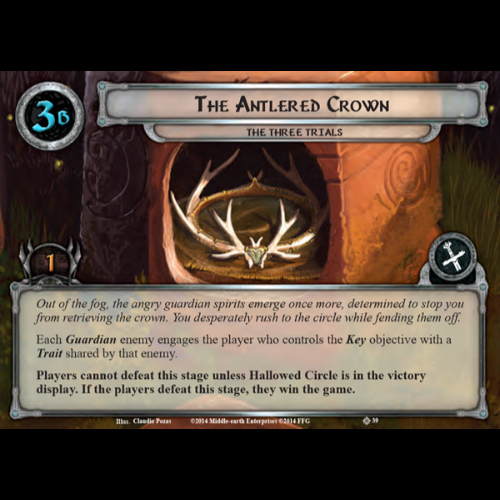 3B
THE ANTLERED CROWN
THE THREE TRIALS
1
Out of the fog, the angry guardian spirits emerge once more, determined to stop you
from retrieving the crown. You desperately rush to the circle while fending them off.
Each Guardian enemy engages the player who controls the Key objective with a
Trait shared by that enemy.
Players cannot defeat this stage unless Hallowed Circle is in the victory
display. If the players defeat this stage, they win the game.
Illus. Claudio Pozas ©2014 Middle-earth Enterprises ©2014 FFG 39